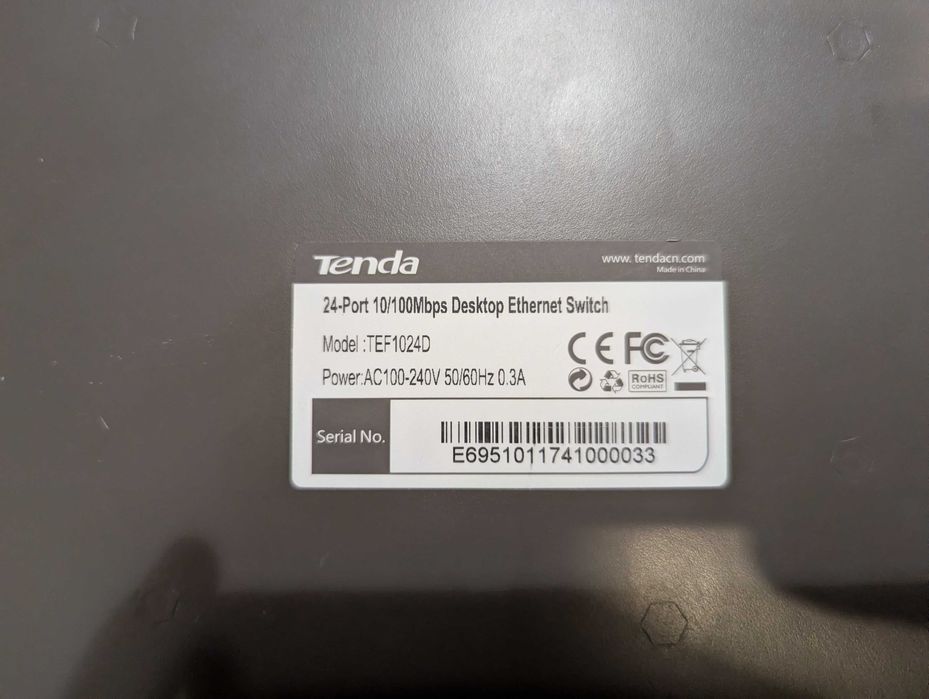 Tenda
www. tendacn.com
Made in China
24-Port 10/100Mbps Desktop Ethernet Switch
Model :TEF1024D
Power:AC100-240V 50/60Hz 0.3A
CE FC
RoHS
COMPLIANT
Serial No.
E6951011741000033